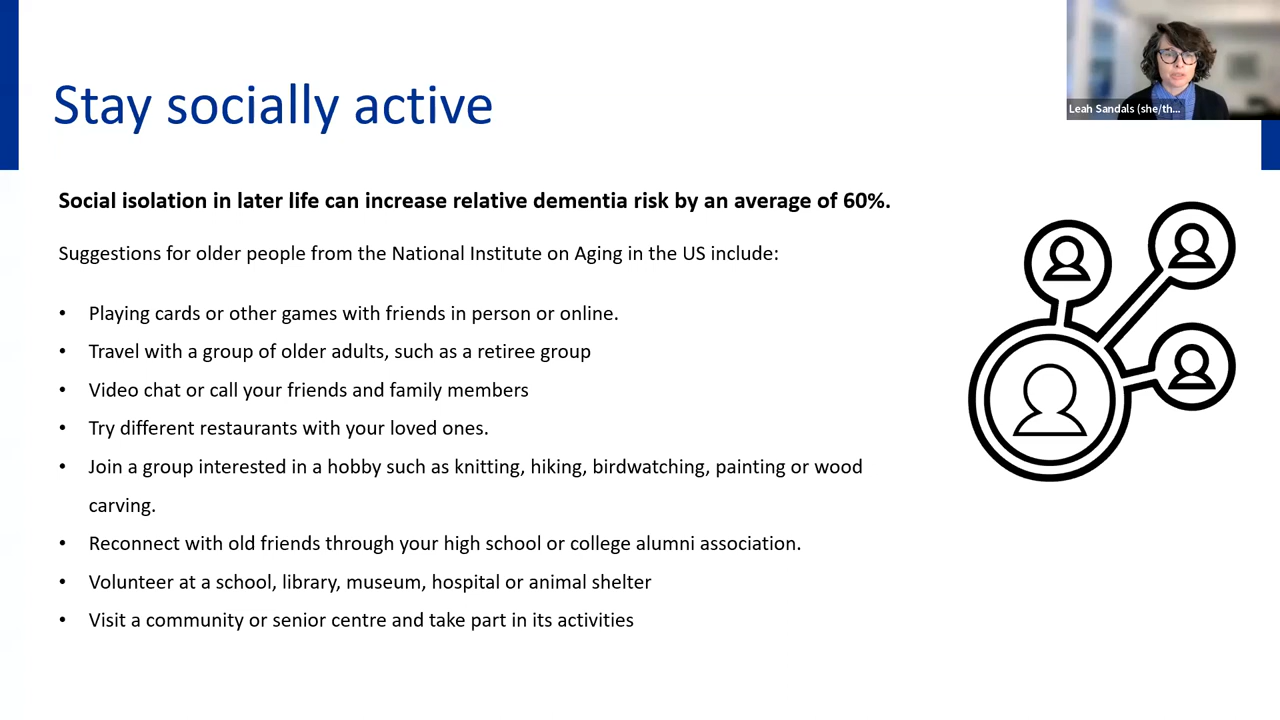 Leah Sandals (she/th...
Stay socially active
Social isolation in later life can increase relative dementia risk by an average of 60%.
Suggestions for older people from the National Institute on Aging in the US include:
• Playing cards or other games with friends in person or online.
• Travel with a group of older adults, such as a retiree group
• Video chat or call your friends and family members
• Try different restaurants with your loved ones.
• Join a group interested in a hobby such as knitting, hiking, birdwatching, painting or wood
carving.
• Reconnect with old friends through your high school or college alumni association.
• Volunteer at a school, library, museum, hospital or animal shelter
• Visit a community or senior centre and take part in its activities